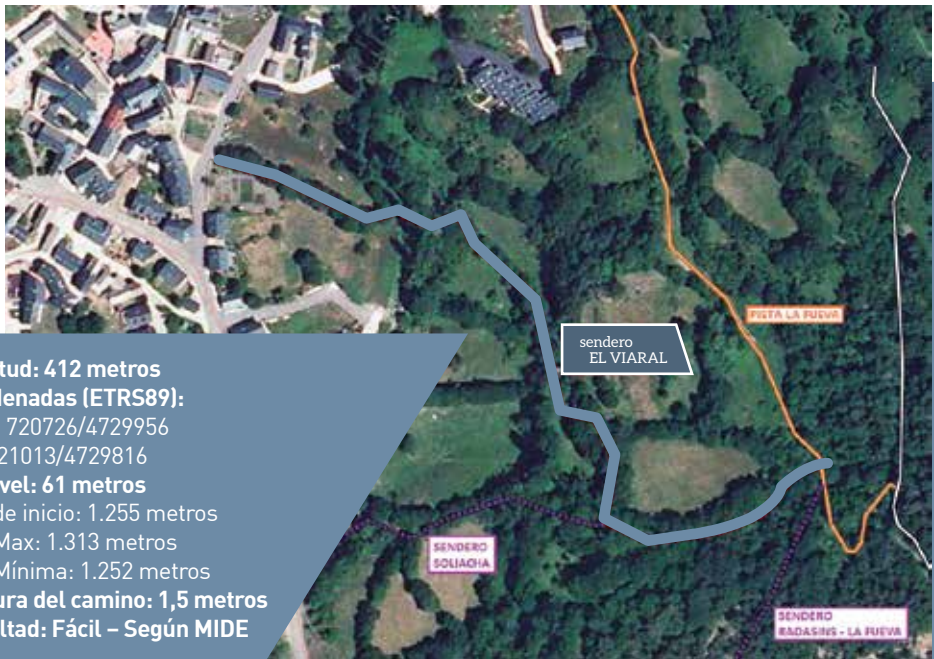 sendero
EL VIARAL
PISTA LA FUEVA
SENDERO
SOLIACHA
SENDERO
BADASINS - LA FUEVA
tud: 412 metros
denadas (ETRS89):
720726/4729956
21013/4729816
vel: 61 metros
de inicio: 1.255 metros
Max: 1.313 metros
Mínima: 1.252 metros
ura del camino: 1,5 metros
ltad: Fácil – Según MIDE